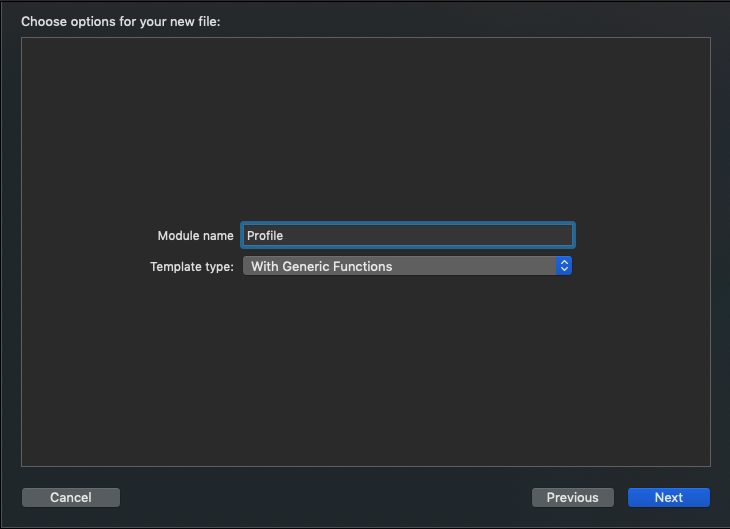 Choose options for your new file:
Module name Profile
Template type: With Generic Functions
Cancel Previous Next